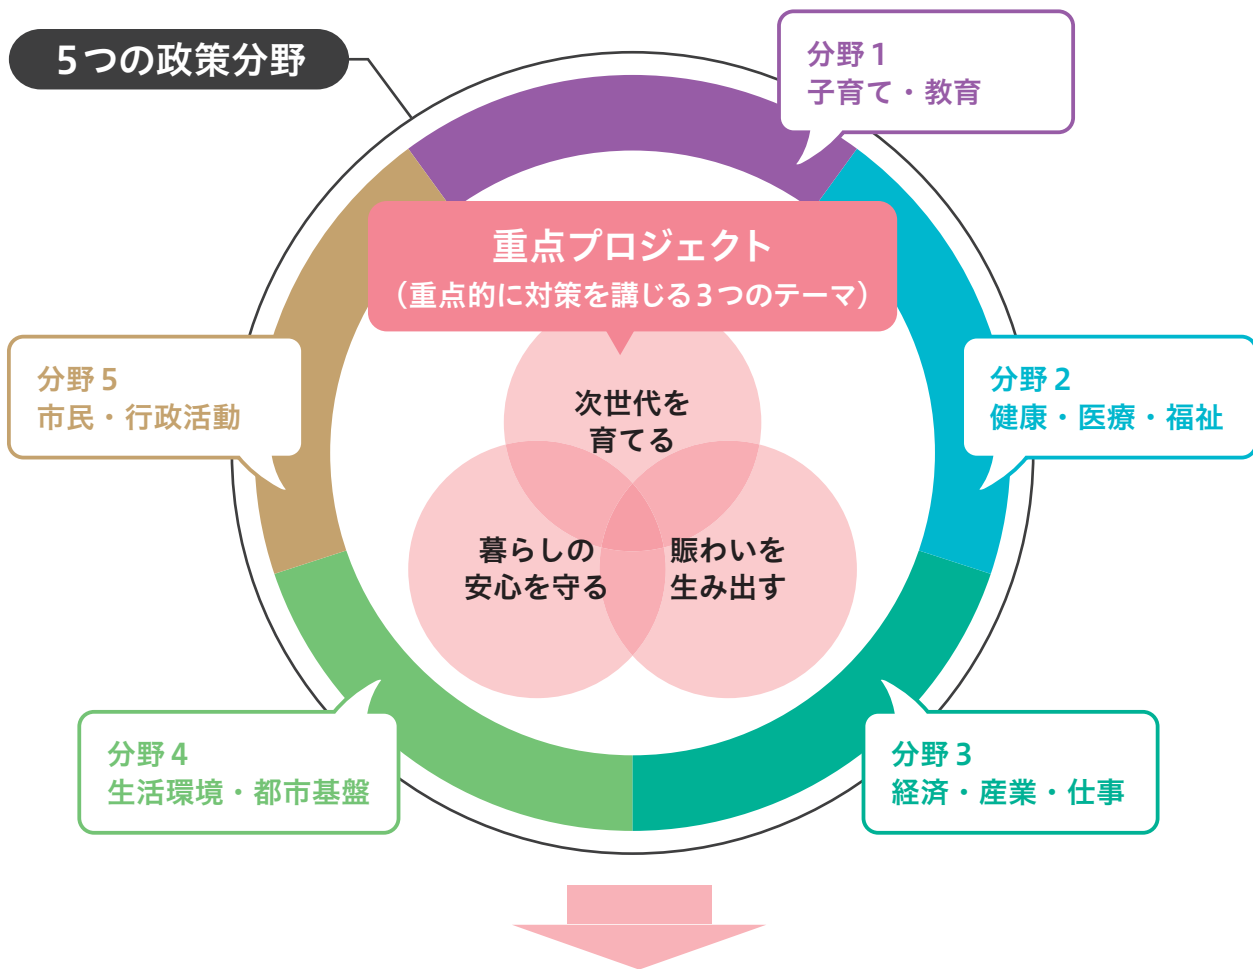 5つの政策分野
分野1
子育て・教育
重点プロジェクト
（重点的に対策を講じる3つのテーマ）
分野5
市民・行政活動
分野2
健康・医療・福祉
次世代を
育てる
暮らしの
安心を守る
賑わいを
生み出す
分野4
生活環境・都市基盤
分野3
経済・産業・仕事